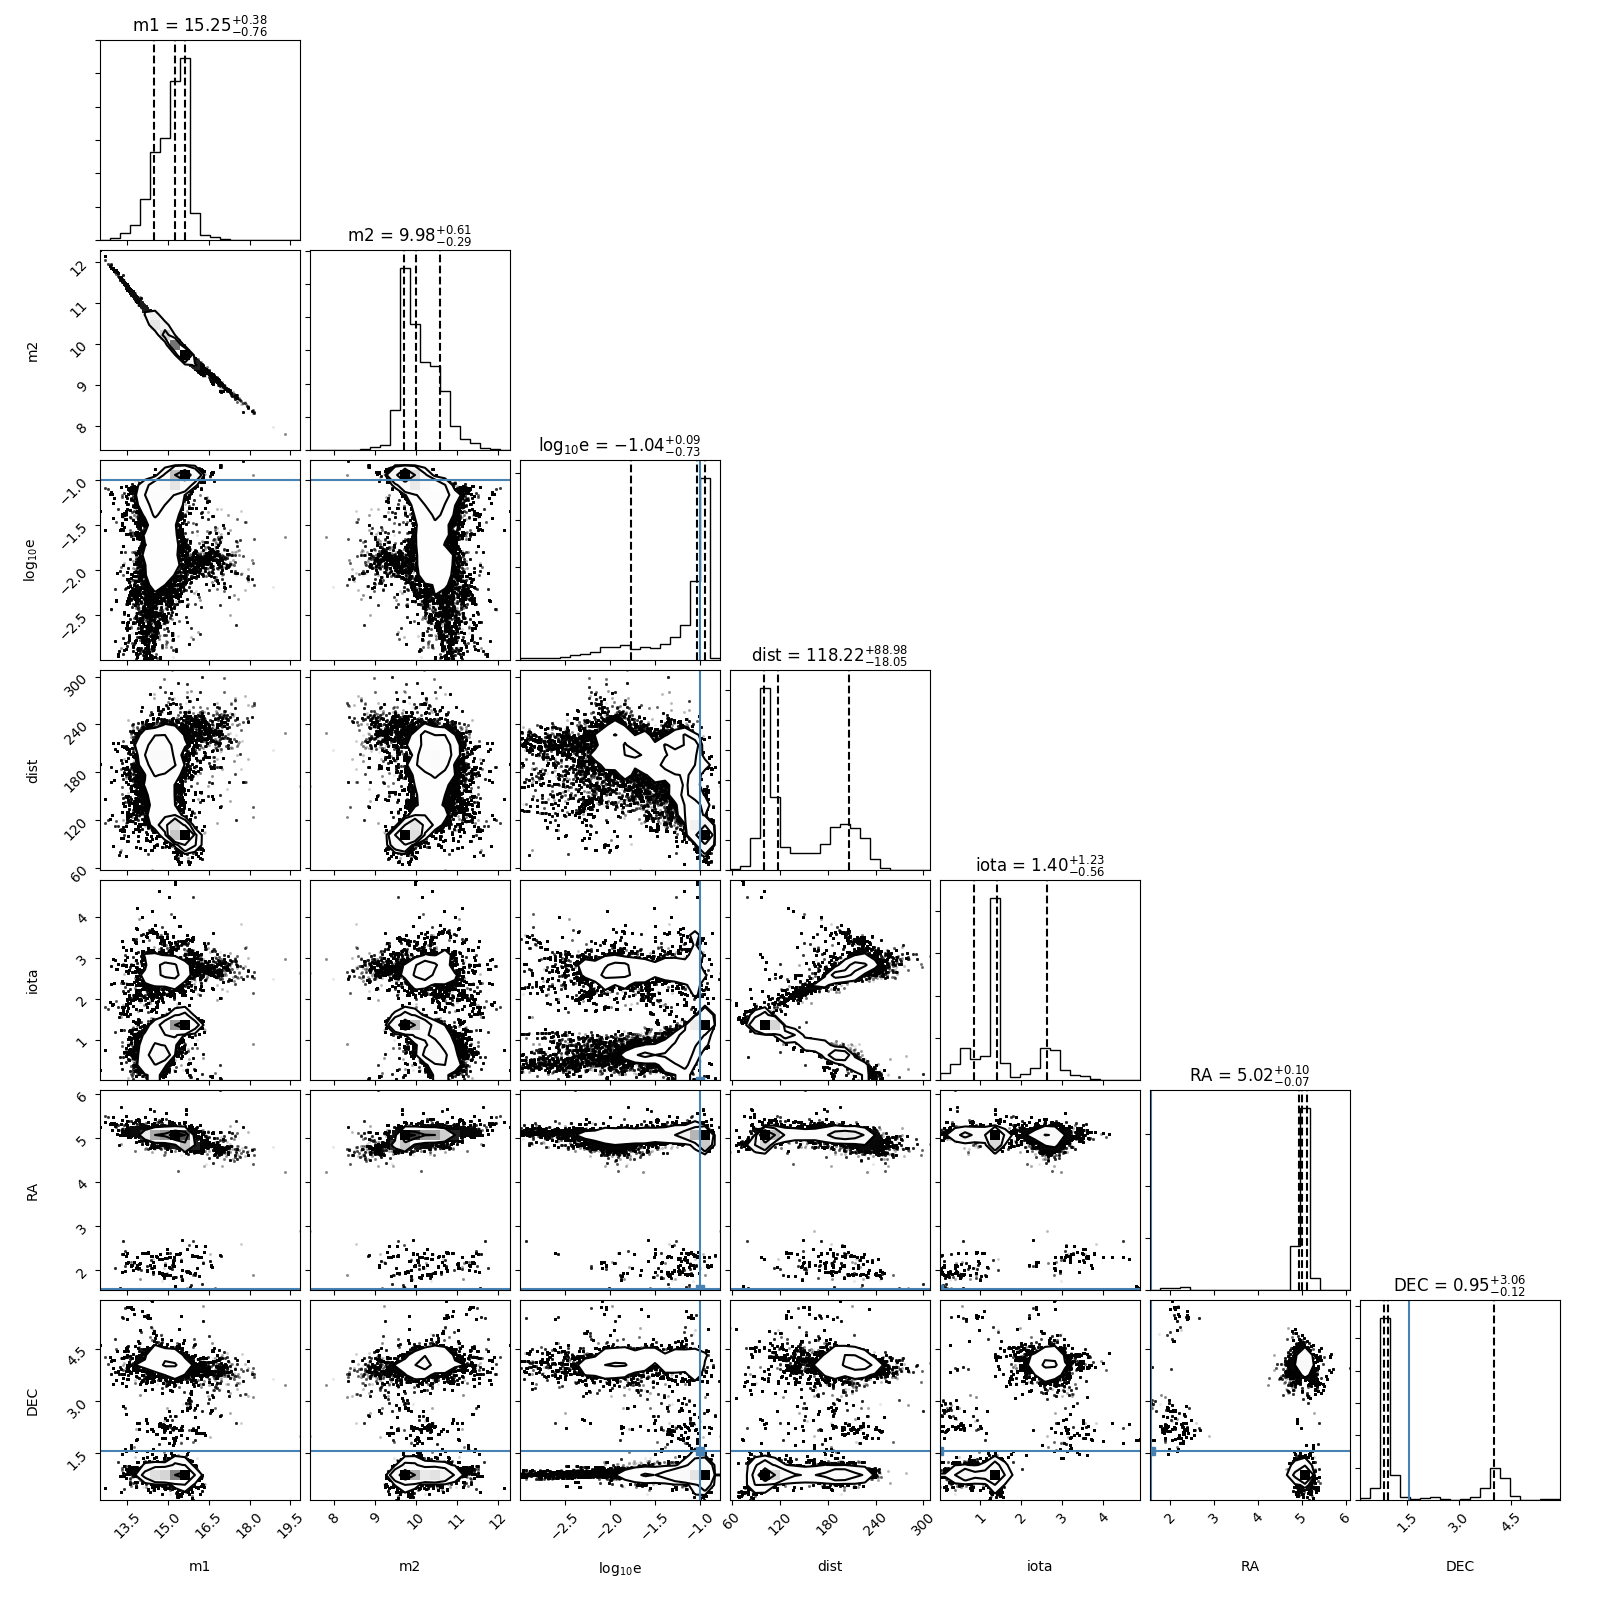 m1 = 15.25 +0.38 −0.76
m2 = 9.98 +0.61 −0.29
log10e = −1.04 +0.09 −0.73
dist = 118.22 +88.98 −18.05
iota = 1.40 +1.23 −0.56
RA = 5.02 +0.10 −0.07
DEC = 0.95 +3.06 −0.12
m2
12
11
10
9
8
log10e
−1.0
−1.5
−2.0
−2.5
dist
300
240
180
120
60
iota
4
3
2
1
RA
6
5
4
3
2
DEC
4.5
3.0
1.5
13.5 15.0 16.5 18.0 19.5
8 9 10 11 12
−2.5 −2.0 −1.5 −1.0
60 120 180 240 300
1 2 3 4
2 3 4 5 6
1.5 3.0 4.5
m1 m2 log10e dist iota RA DEC